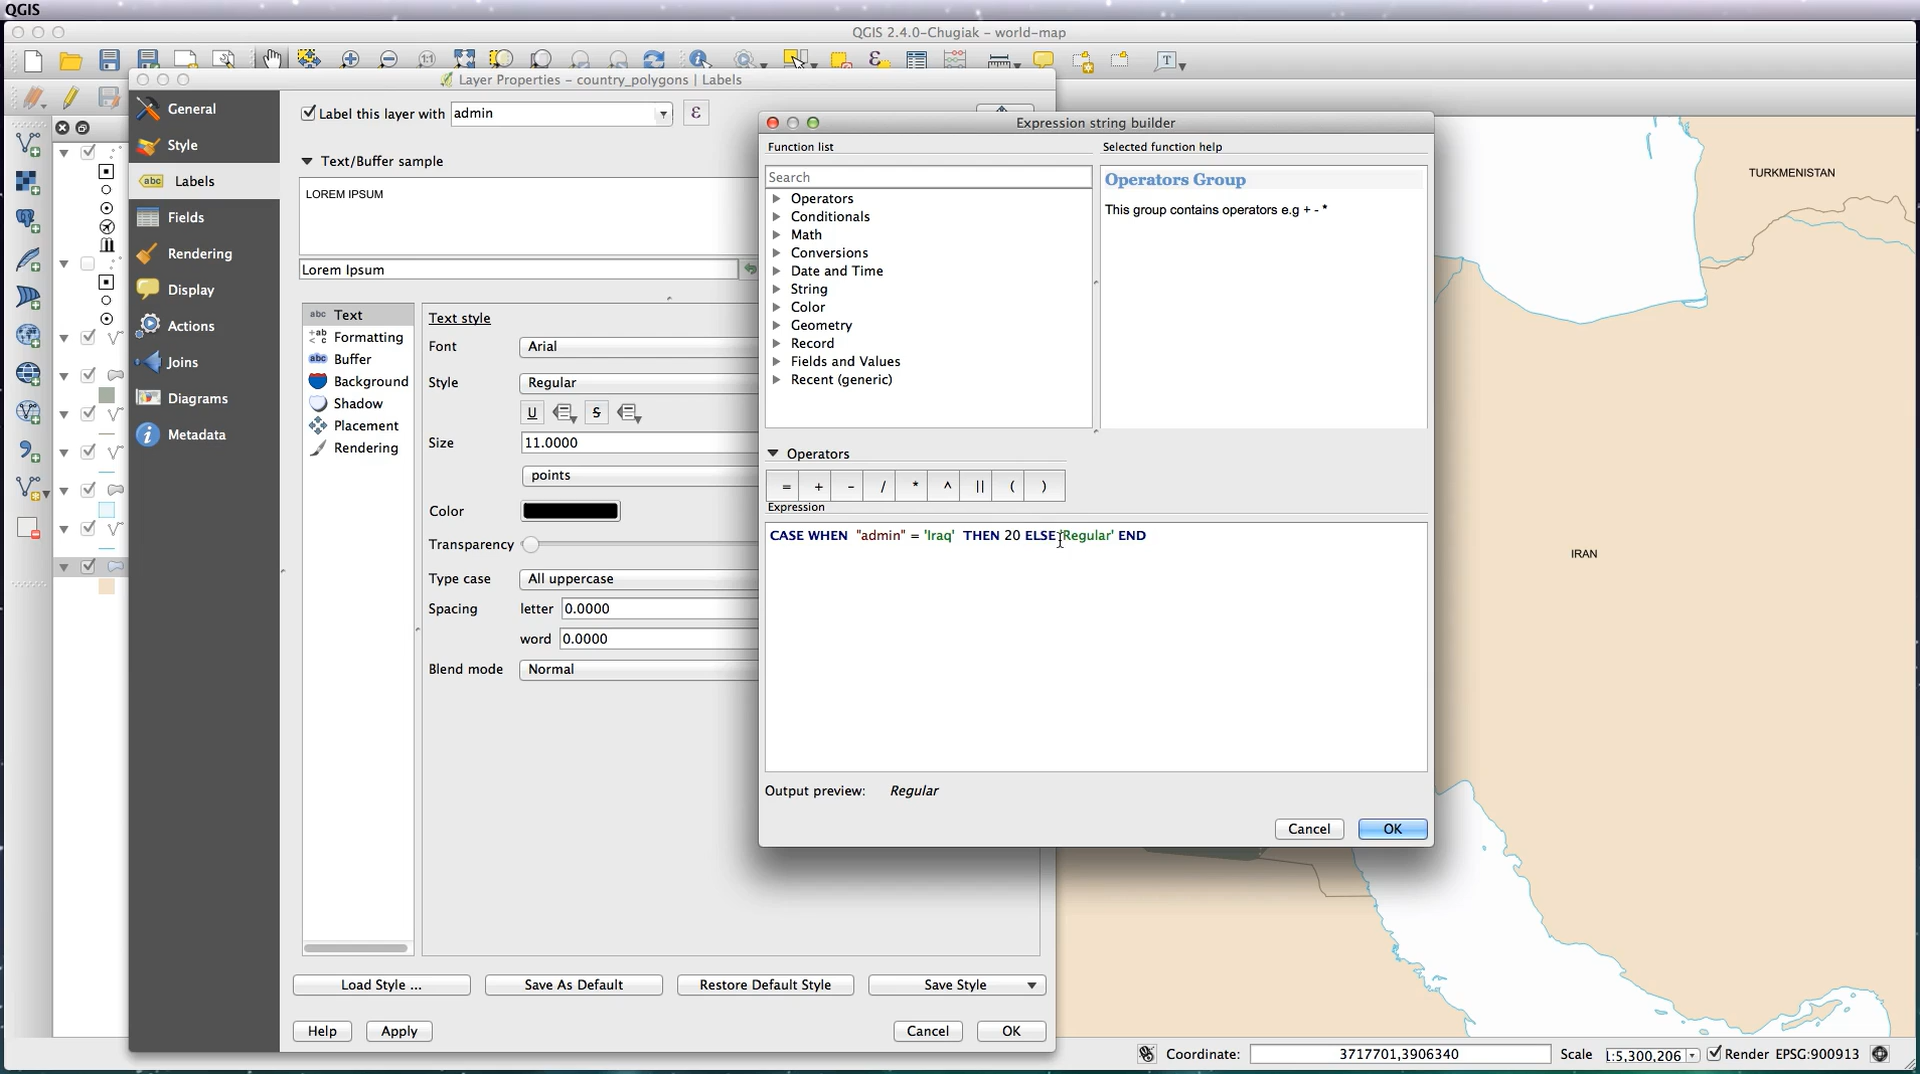 QGIS
QGIS 2.4.0-Chugiak - world-map
Layer Properties - country_polygons | Labels
General
Style
Labels
Fields
Rendering
Display
Actions
Joins
Diagrams
Metadata
Label this layer with
admin
ε
Text/Buffer sample
LOREM IPSUM
Lorem Ipsum
Text
Formatting
Buffer
Background
Shadow
Placement
Rendering
Text style
Font
Arial
Style
Regular
U
S
Size
11.0000
points
Color
Transparency
Type case
All uppercase
Spacing
letter
0.0000
word
0.0000
Blend mode
Normal
Load Style ...
Save As Default
Restore Default Style
Save Style
Help
Apply
Cancel
OK
Expression string builder
Function list
Search
Operators
Conditionals
Math
Conversions
Date and Time
String
Color
Geometry
Record
Fields and Values
Recent (generic)
Selected function help
Operators Group
This group contains operators e.g + - *
Operators
= + - / * ^ || ( )
Expression
CASE WHEN "admin" = 'Iraq' THEN 20 ELSE 'Regular' END
Output preview: Regular
Cancel
OK
TURKMENISTAN
IRAN
Coordinate:
3717701,3906340
Scale
1:5,300,206
Render
EPSG:900913